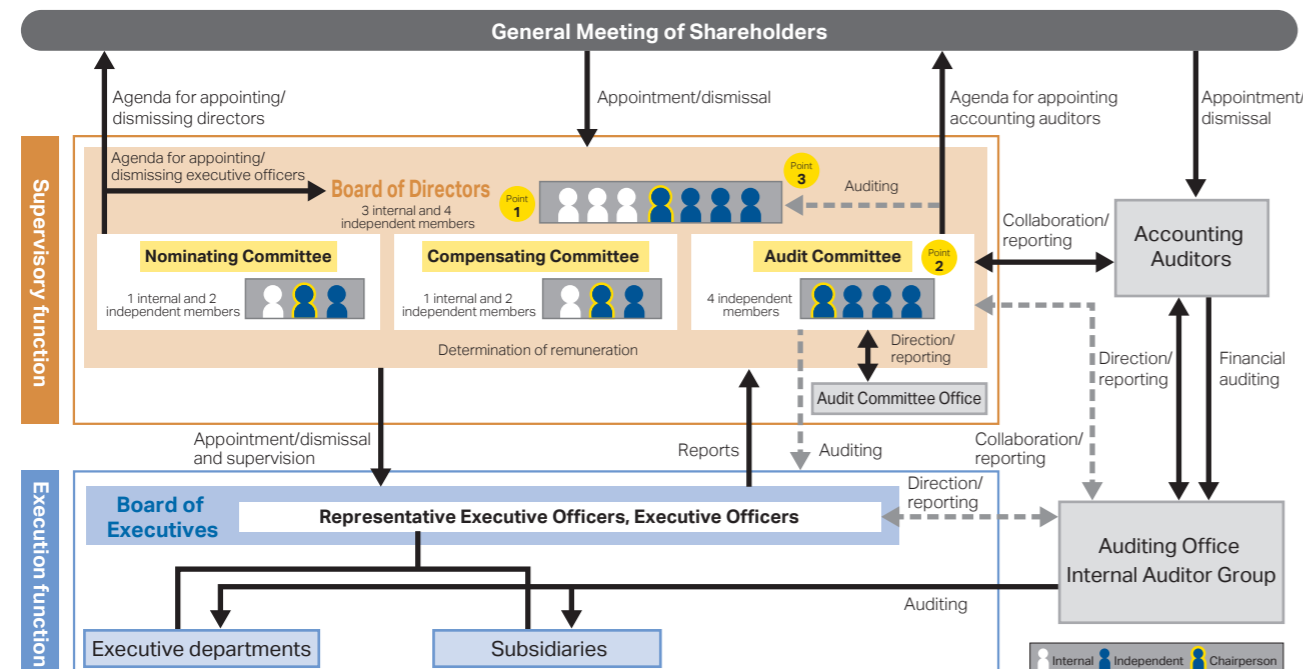 General Meeting of Shareholders
Agenda for appointing/
dismissing directors
Appointment/dismissal
Agenda for appointing
accounting auditors
Appointment/
dismissal
Supervisory function
Agenda for appointing/
dismissing executive officers
Board of Directors
3 internal and 4
independent members
Point
1
Point
3
Auditing
Nominating Committee
1 internal and 2
independent members
Compensating Committee
1 internal and 2
independent members
Audit Committee
Point
2
4 independent
members
Collaboration/
reporting
Accounting
Auditors
Determination of remuneration
Direction/
reporting
Audit Committee Office
Direction/
reporting
Financial
auditing
Appointment/dismissal
and supervision
Reports
Auditing
Collaboration/
reporting
Execution function
Board of
Executives
Representative Executive Officers, Executive Officers
Direction/
reporting
Auditing Office
Internal Auditor Group
Auditing
Executive departments
Subsidiaries
Internal Independent Chairperson